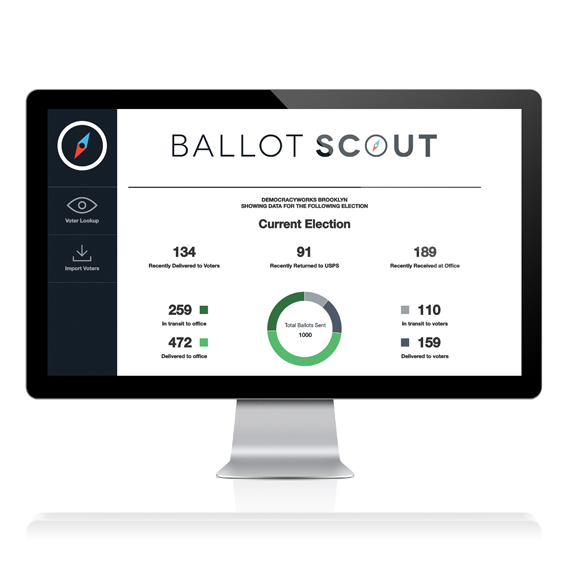 BALLOT SCOUT
DEMOCRACYWORKS BROOKLYN
SHOWING DATA FOR THE FOLLOWING ELECTION
Current Election
Voter Lookup
Import Voters
134
Recently Delivered to Voters
91
Recently Returned to USPS
189
Recently Received at Office
259
In transit to office
472
Delivered to office
Total Ballots Sent
1000
110
In transit to voters
159
Delivered to voters